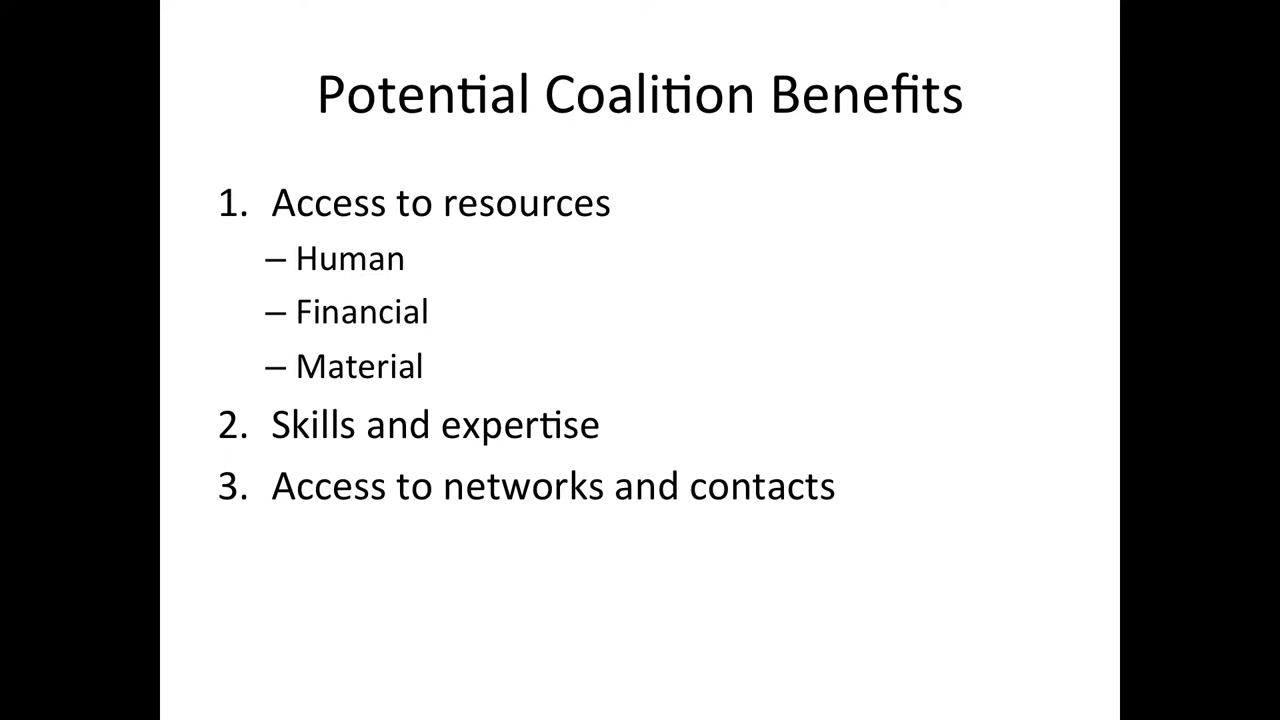 Potential Coalition Benefits
1. Access to resources
– Human
– Financial
– Material
2. Skills and expertise
3. Access to networks and contacts